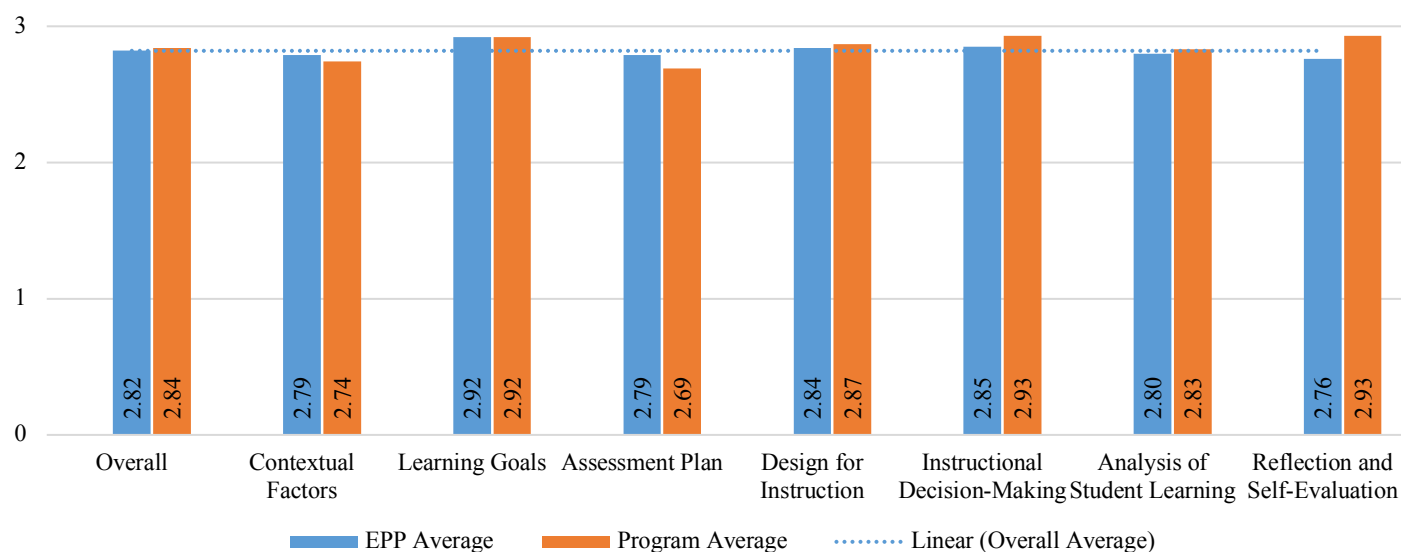 3
2
1
0
2.82
2.84
2.79
2.74
2.92
2.92
2.79
2.69
2.84
2.87
2.85
2.93
2.80
2.83
2.76
2.93
Overall
Contextual
Factors
Learning Goals
Assessment Plan
Design for
Instruction
Instructional
Decision-Making
Analysis of
Student Learning
Reflection and
Self-Evaluation
EPP Average
Program Average
Linear (Overall Average)